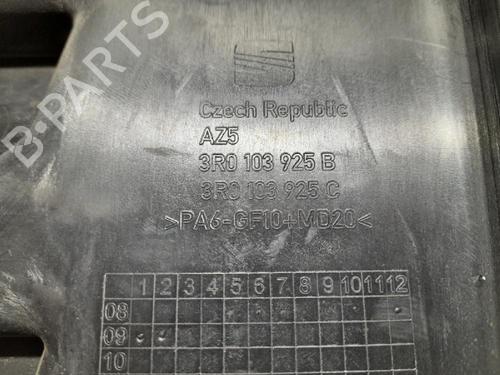 B-PARTS
Czech Republic
AZ5
3R0 103 925 B
3R0 103 925 C
>PA6-GF10+MD20<
1 2 3 4 5 6 7 8 9 10 11 12
08
09
10